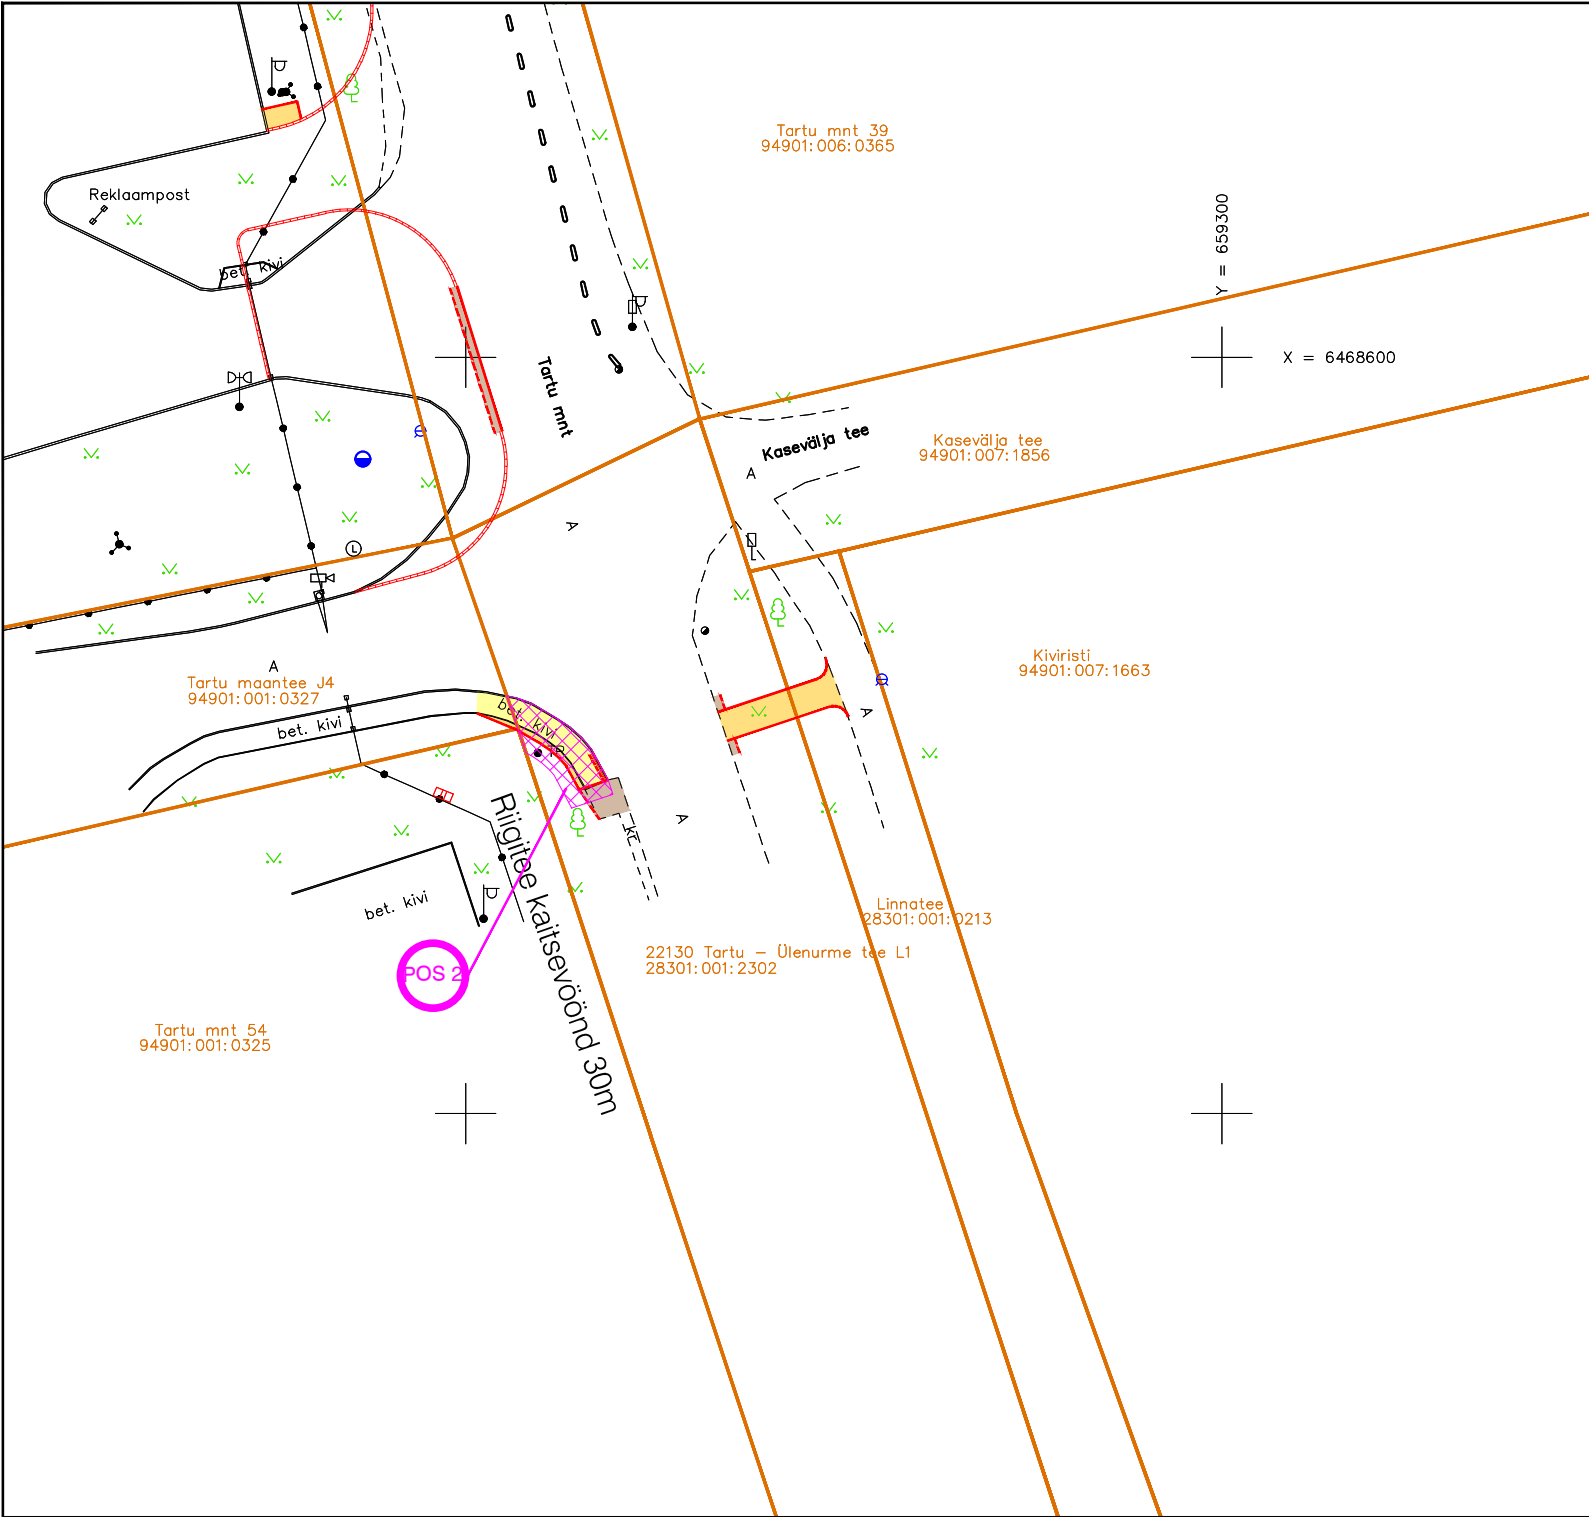 Tartu mnt 39
94901:006:0365
Reklaampost
Y = 659300
bet. kivi
X = 6468600
Tartu mnt
Kasevälja tee
Kasevälja tee
94901:007:1856
A
A
L
Kiviristi
94901:007:1663
A
Tartu maantee J4
94901:001:0327
bet. kivi
bet. kivi
A
A
kr.
Riigitee kaitsevöönd 30m
bet. kivi
Linnatee
28301:001:0213
22130 Tartu – Ülenurme tee L1
28301:001:2302
POS 2
Tartu mnt 54
94901:001:0325